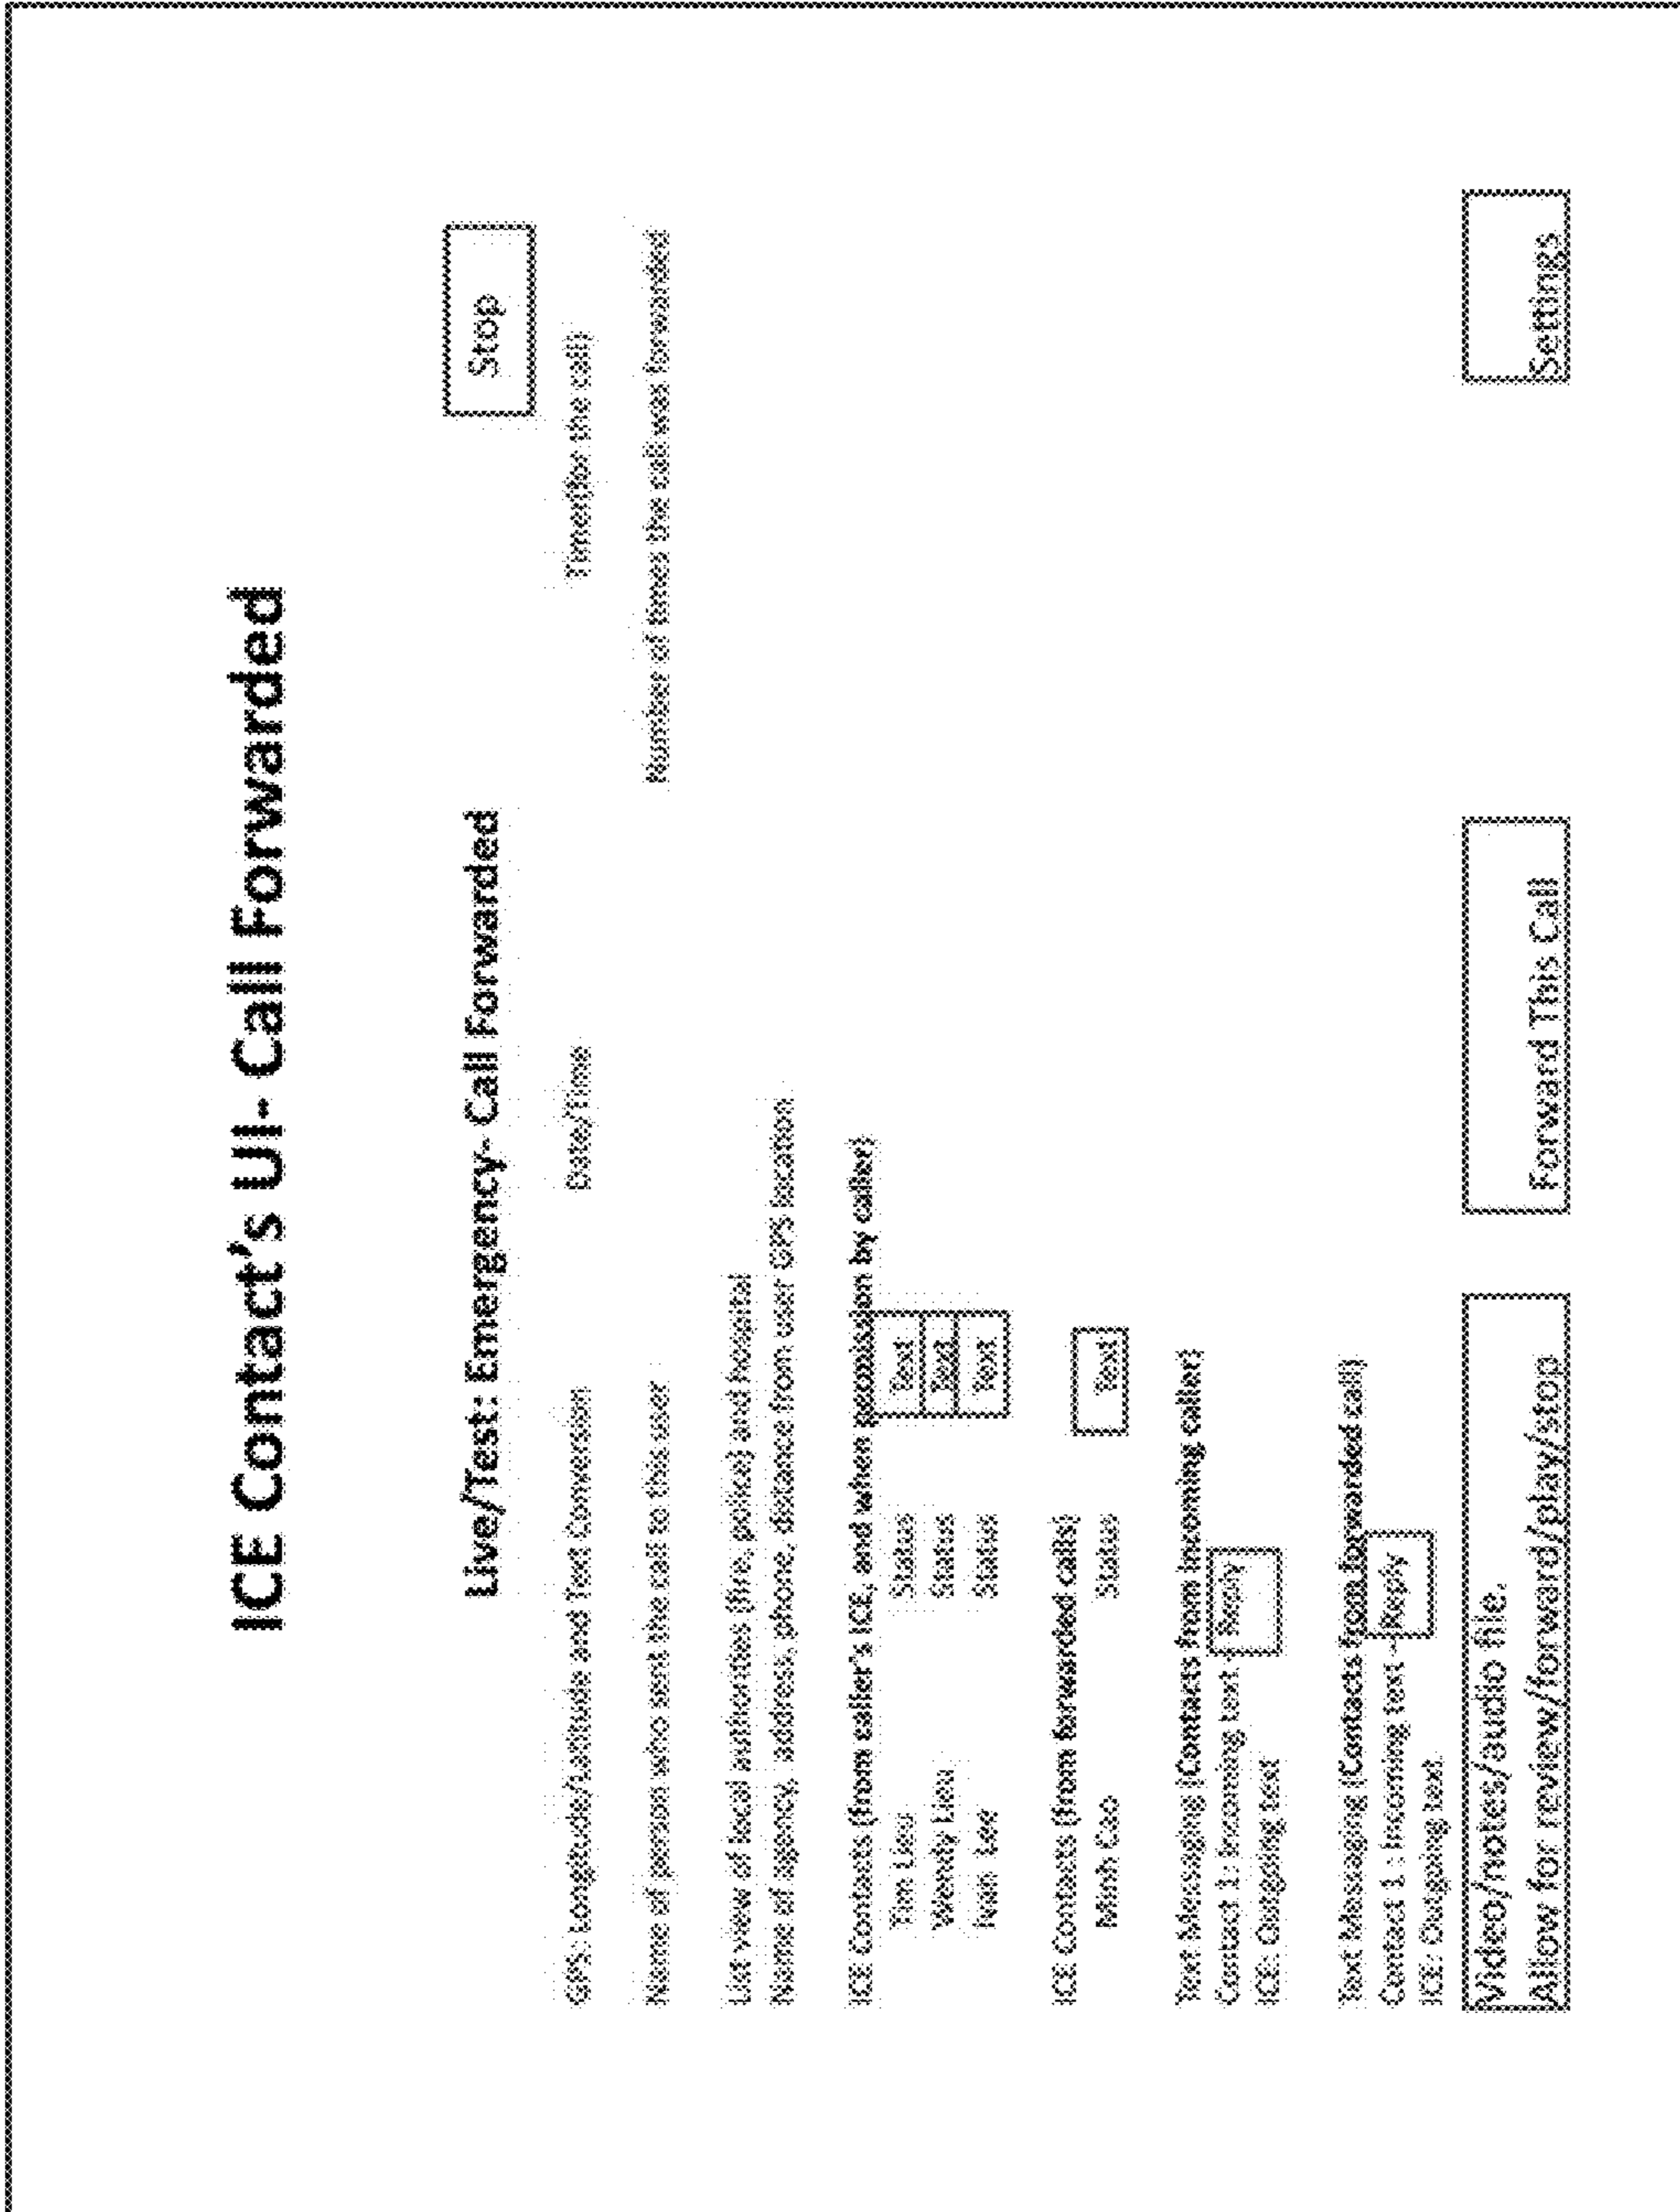 ICE Contact's UI- Call Forwarded
Live/Test: Emergency- Call Forwarded
Stop
GPS: Longitude/Latitude and Text Conversion Date/Time Timer(for the call)
Name of person who sent the call to this user Number of times the call was forwarded
List view of local authorities (fire, police) and hospital
Name of agency, address, phone, distance from user GPS location
ICE Contacts (from caller's ICE, and when permission by caller)
Tim Lieu Status Text
Wendy Lieu Status Text
Ivan Lee Status Text
ICE Contacts (from forwarded calls)
Minh Cao Status Text
Text Messaging (Contacts from incoming caller)
Contact 1: Incoming text - Reply
ICE: Outgoing text
Text Messaging (Contacts from forwarded call)
Contact 1: Incoming text - Reply
ICE: Outgoing text
Video/notes/audio file.
Allow for review/forward/play/stop
Forward This Call
Settings